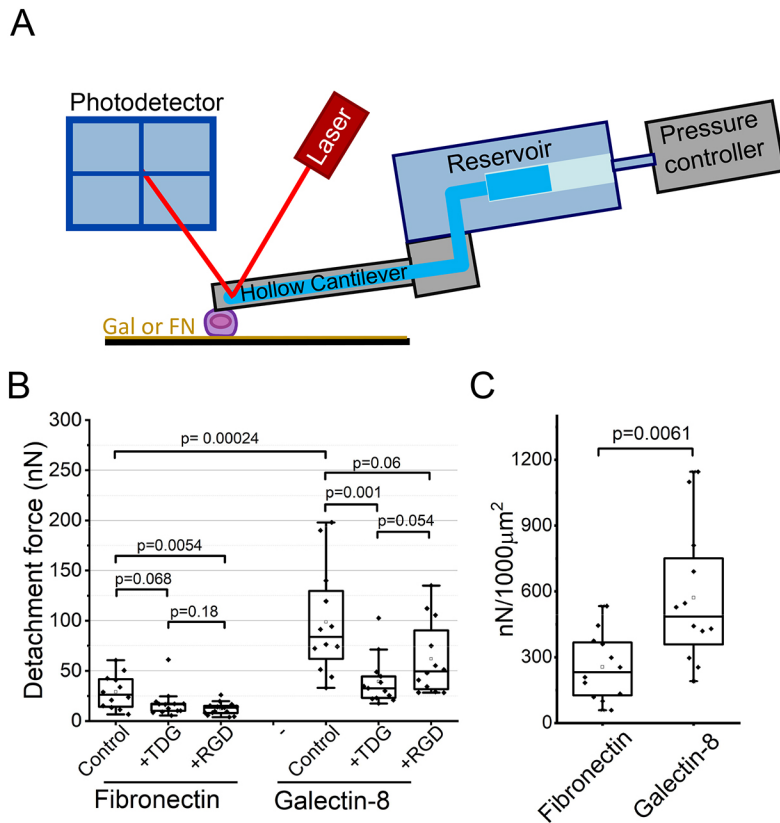 A
Photodetector
Laser
Reservoir
Pressure
controller
Hollow Cantilever
Gal or FN
B
Detachment force (nN)
300
250
200
150
100
50
0
p= 0.00024
p=0.06
p=0.001
p=0.054
p=0.0054
p=0.068
p=0.18
Control
+TDG
+RGD
-
Control
+TDG
+RGD
Fibronectin
Galectin-8
C
nN/1000μm²
1200
900
600
300
0
p=0.0061
Fibronectin
Galectin-8